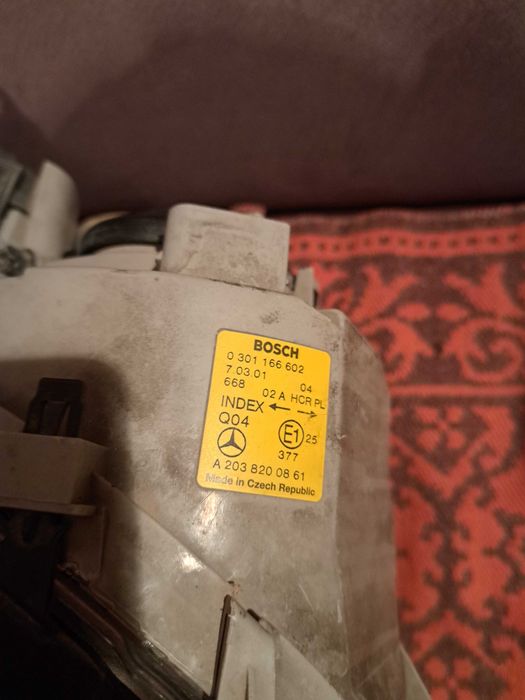 BOSCH
0 301 166 602
7.03.01 04
668 02 A HCR PL
INDEX ← →
Q04 E1 25
377
A 203 820 08 61
Made in Czech Republic